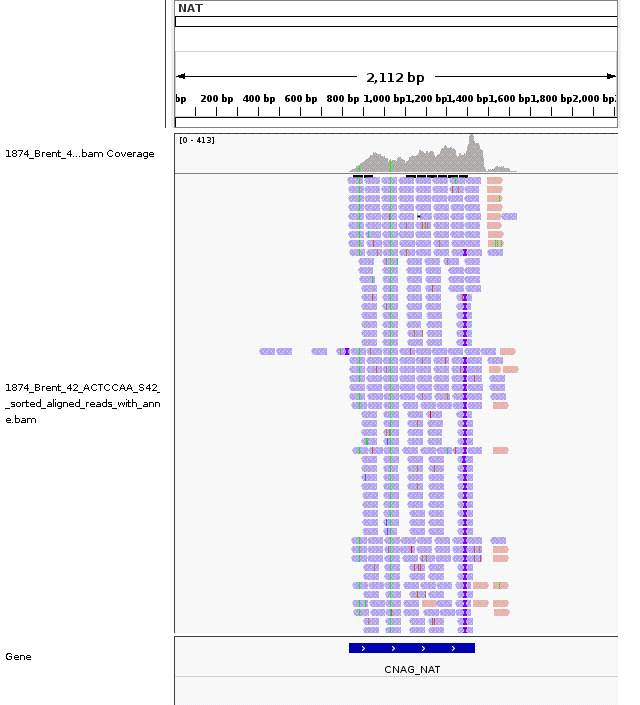 NAT
2,112 bp
bp 200 bp 400 bp 600 bp 800 bp 1,000 bp 1,200 bp 1,400 bp 1,600 bp 1,800 bp 2,000 bp
[0 - 413]
1874_Brent_4...bam Coverage
1874_Brent_42_ACTCCAA_S42_
_sorted_aligned_reads_with_ann
e.bam
Gene
CNAG_NAT